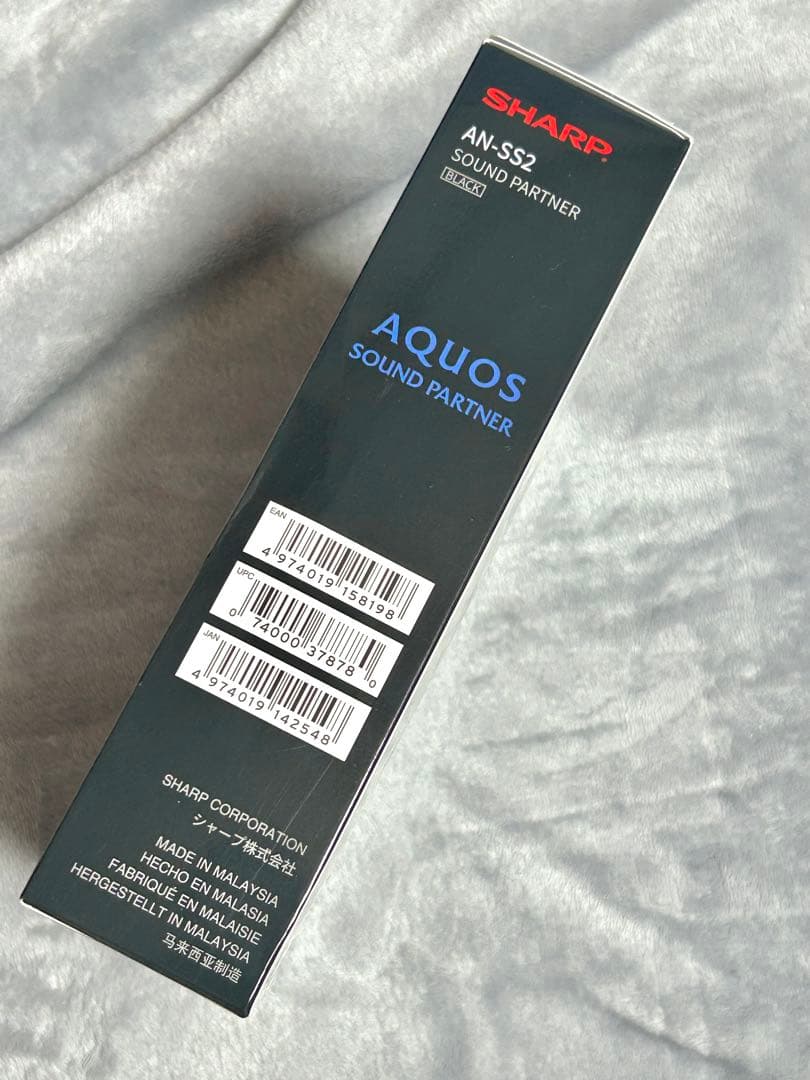 SHARP
AN-SS2
SOUND PARTNER
BLACK
AQUOS
SOUND PARTNER
EAN
4 974019 158198
UPC
0 74000 37878 0
JAN
4 974019 142548
SHARP CORPORATION
シャープ株式会社
MADE IN MALAYSIA
HECHO EN MALASIA
FABRIQUÉ EN MALAISIE
HERGESTELLT IN MALAYSIA
马来西亚制造